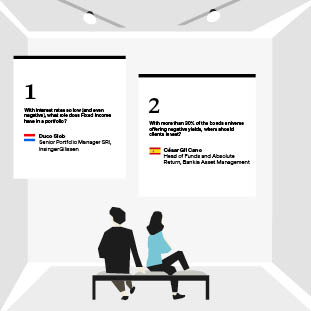 1
With interest rates so low (and even
negative), what role does Fixed Income
have in a portfolio?
Duco Slob
Senior Portfolio Manager SRI,
InsingerGilissen
2
With more than 30% of the bonds universe
offering negative yields, where should
clients invest?
César Gil Cano
Head of Funds and Absolute
Return, Bankia Asset Management